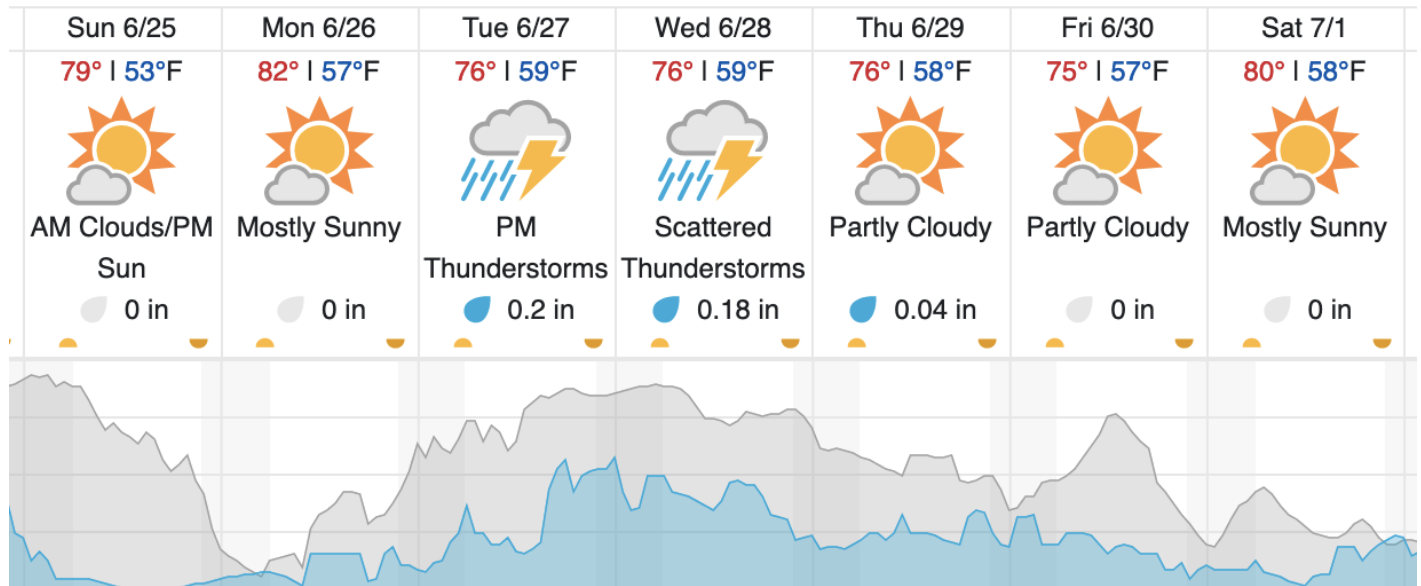 Sun 6/25 Mon 6/26 Tue 6/27 Wed 6/28 Thu 6/29 Fri 6/30 Sat 7/1
79° | 53°F 82° | 57°F 76° | 59°F 76° | 59°F 76° | 58°F 75° | 57°F 80° | 58°F
AM Clouds/PM Mostly Sunny PM Scattered Partly Cloudy Partly Cloudy Mostly Sunny
Sun Thunderstorms Thunderstorms
0 in 0 in 0.2 in 0.18 in 0.04 in 0 in 0 in